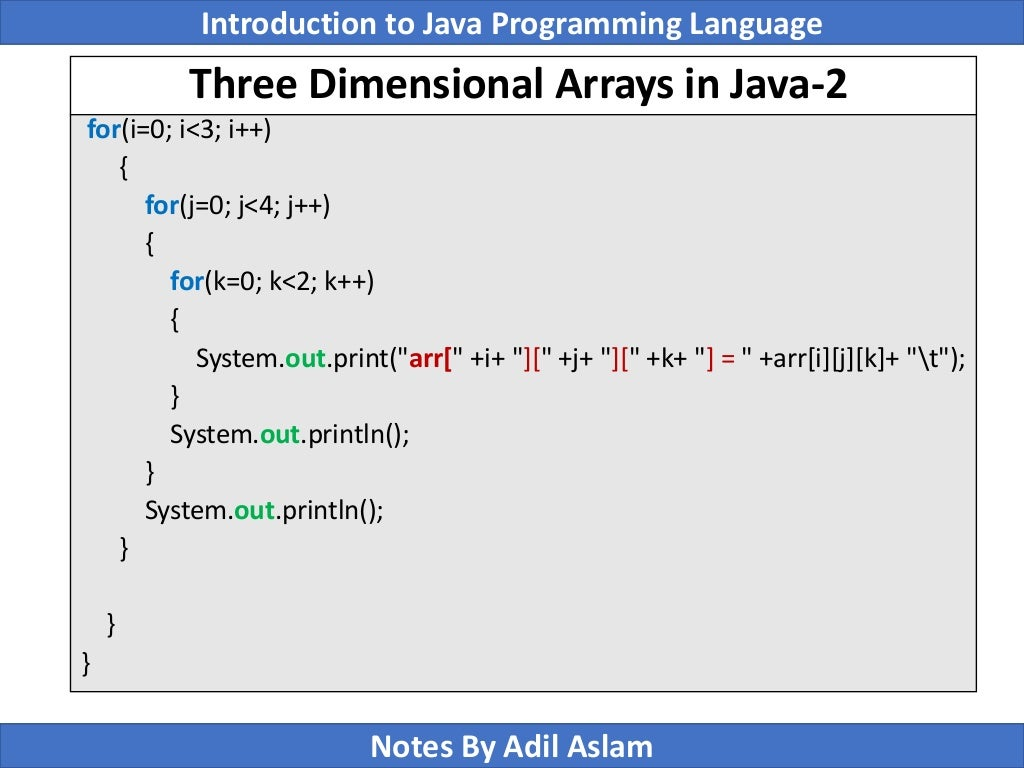 Introduction to Java Programming Language
Three Dimensional Arrays in Java-2
for(i=0; i<3; i++)
{
for(j=0; j<4; j++)
{
for(k=0; k<2; k++)
{
System.out.print("arr[" +i+ "][" +j+ "][" +k+ "] = " +arr[i][j][k]+ "\t");
}
System.out.println();
}
System.out.println();
}
}
}
Notes By Adil Aslam